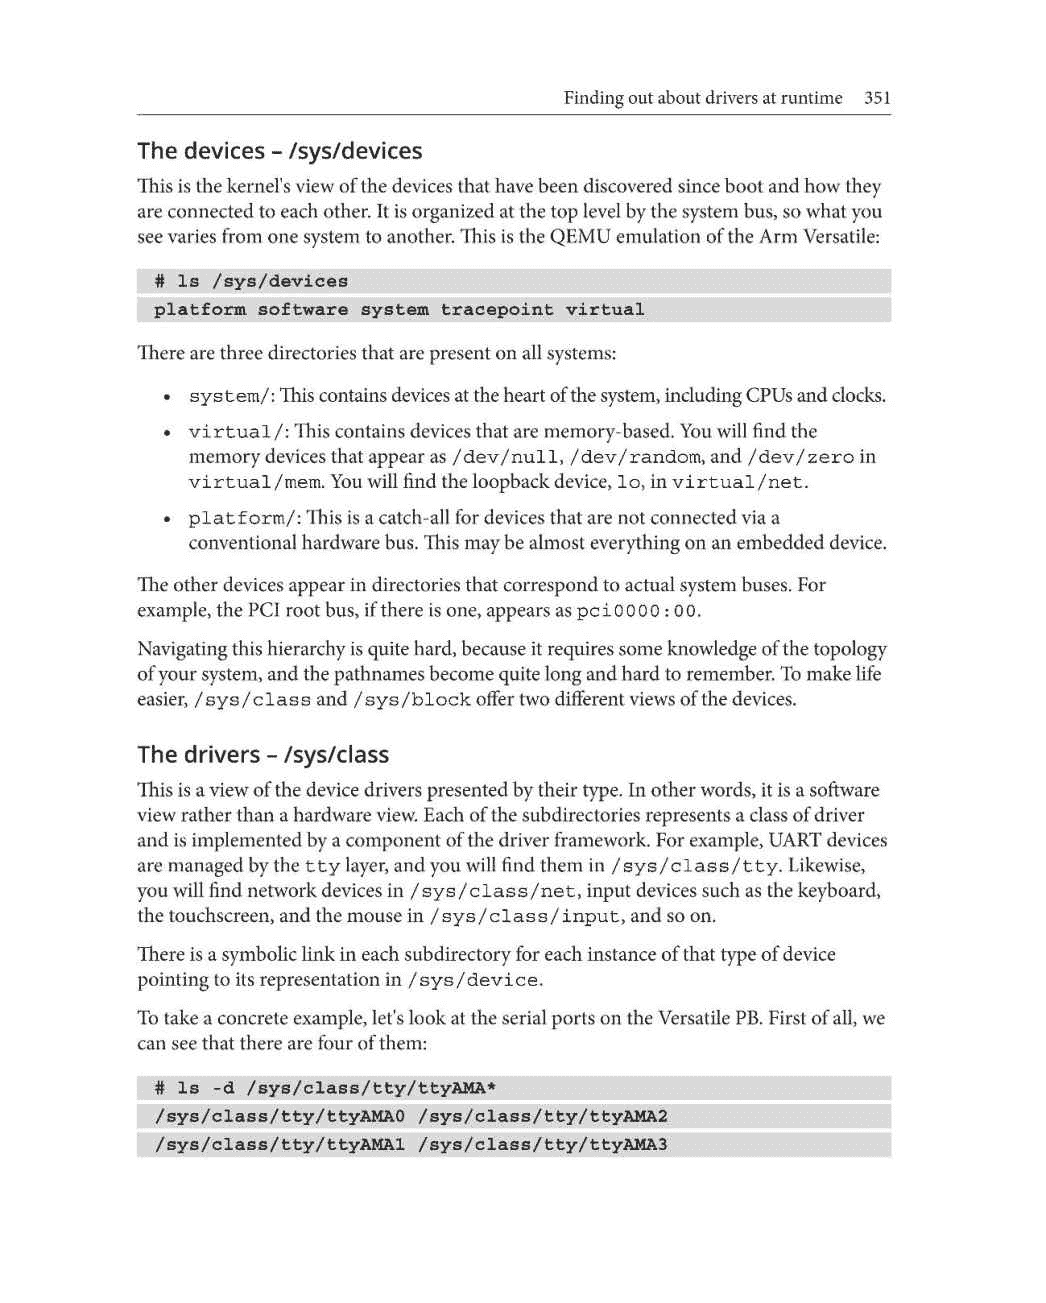 Finding out about drivers at runtime 351
The devices – /sys/devices
This is the kernel's view of the devices that have been discovered since boot and how they
are connected to each other. It is organized at the top level by the system bus, so what you
see varies from one system to another. This is the QEMU emulation of the Arm Versatile:
# ls /sys/devices
platform software system tracepoint virtual
There are three directories that are present on all systems:
• system/: This contains devices at the heart of the system, including CPUs and clocks.
• virtual/: This contains devices that are memory-based. You will find the
memory devices that appear as /dev/null, /dev/random, and /dev/zero in
virtual/mem. You will find the loopback device, lo, in virtual/net.
• platform/: This is a catch-all for devices that are not connected via a
conventional hardware bus. This may be almost everything on an embedded device.
The other devices appear in directories that correspond to actual system buses. For
example, the PCI root bus, if there is one, appears as pci0000:00.
Navigating this hierarchy is quite hard, because it requires some knowledge of the topology
of your system, and the pathnames become quite long and hard to remember. To make life
easier, /sys/class and /sys/block offer two different views of the devices.
The drivers – /sys/class
This is a view of the device drivers presented by their type. In other words, it is a software
view rather than a hardware view. Each of the subdirectories represents a class of driver
and is implemented by a component of the driver framework. For example, UART devices
are managed by the tty layer, and you will find them in /sys/class/tty. Likewise,
you will find network devices in /sys/class/net, input devices such as the keyboard,
the touchscreen, and the mouse in /sys/class/input, and so on.
There is a symbolic link in each subdirectory for each instance of that type of device
pointing to its representation in /sys/device.
To take a concrete example, let's look at the serial ports on the Versatile PB. First of all, we
can see that there are four of them:
# ls -d /sys/class/tty/ttyAMA*
/sys/class/tty/ttyAMA0 /sys/class/tty/ttyAMA2
/sys/class/tty/ttyAMA1 /sys/class/tty/ttyAMA3